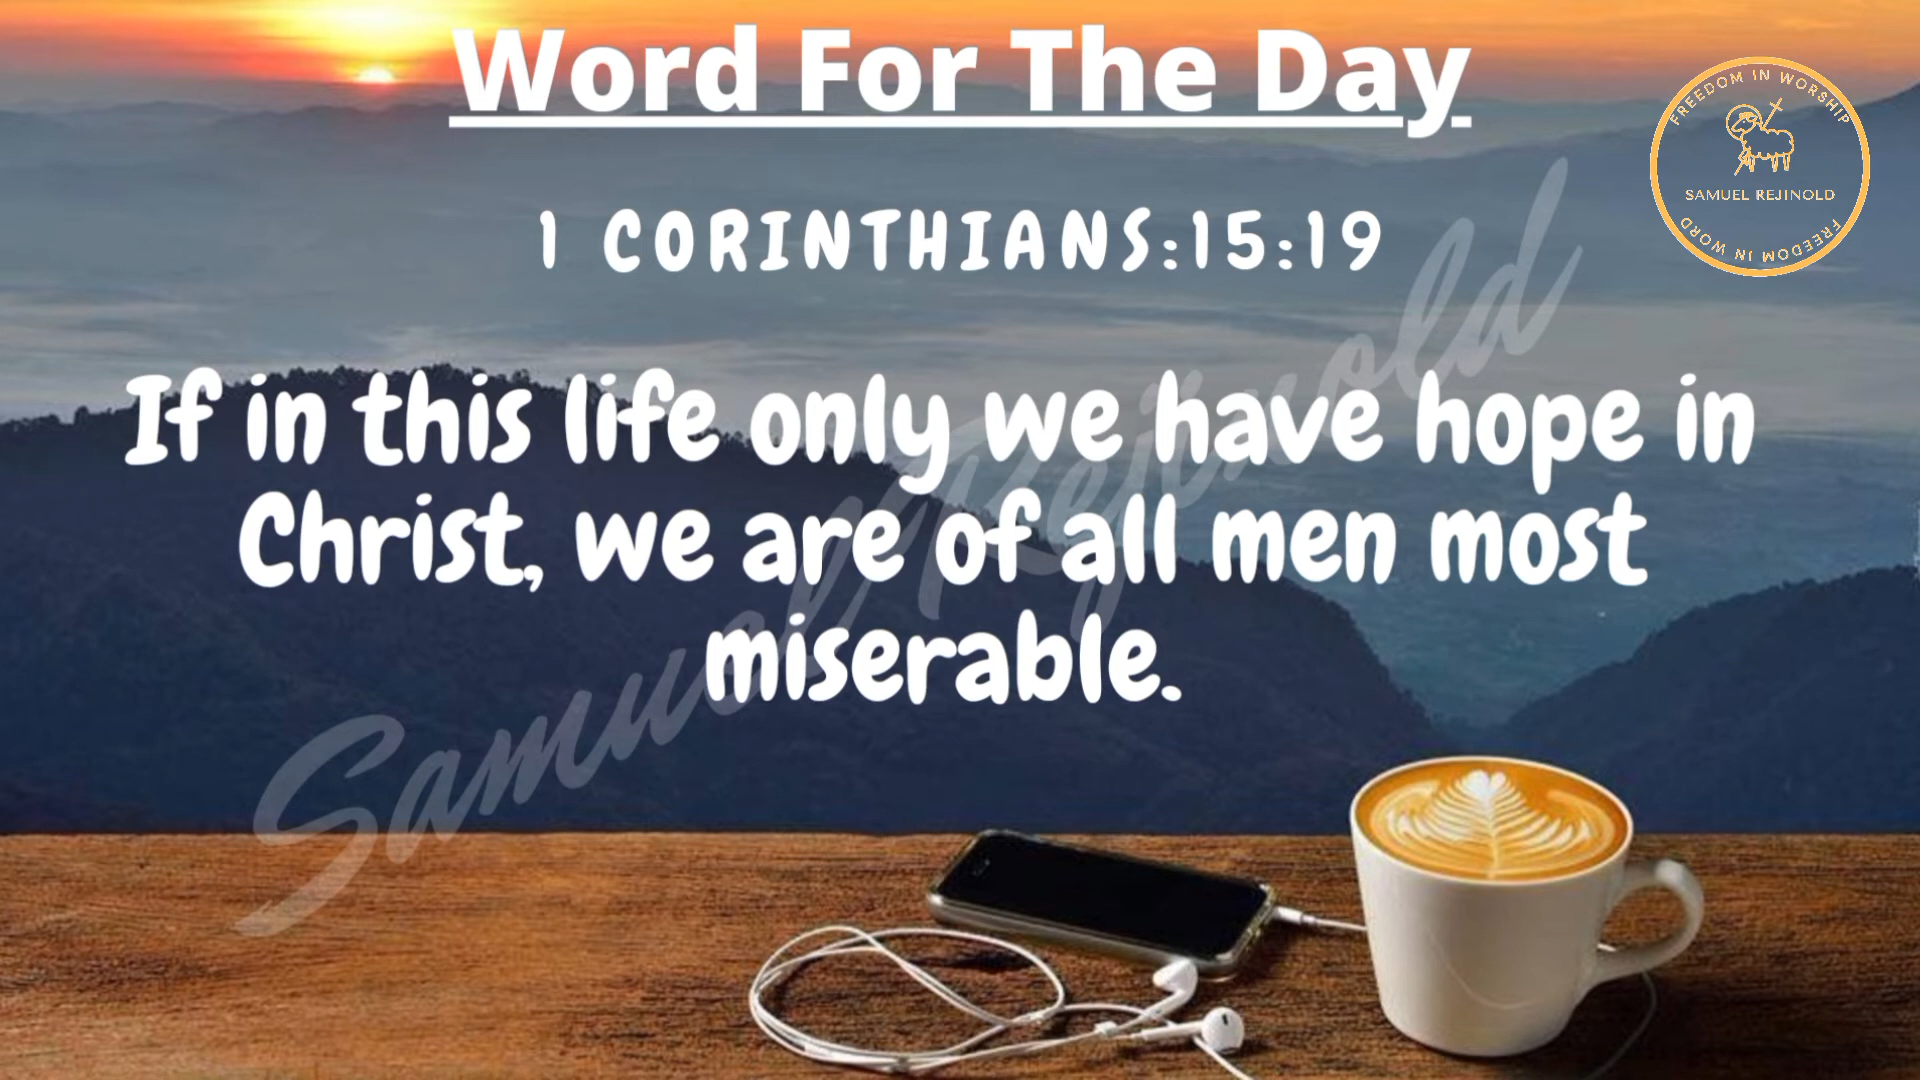 Word For The Day
FREEDOM IN WORSHIP
SAMUEL REJINOLD
FREEDOM IN WORD
1 CORINTHIANS:15:19
If in this life only we have hope in
Christ, we are of all men most
miserable.
Samuel Rejinold